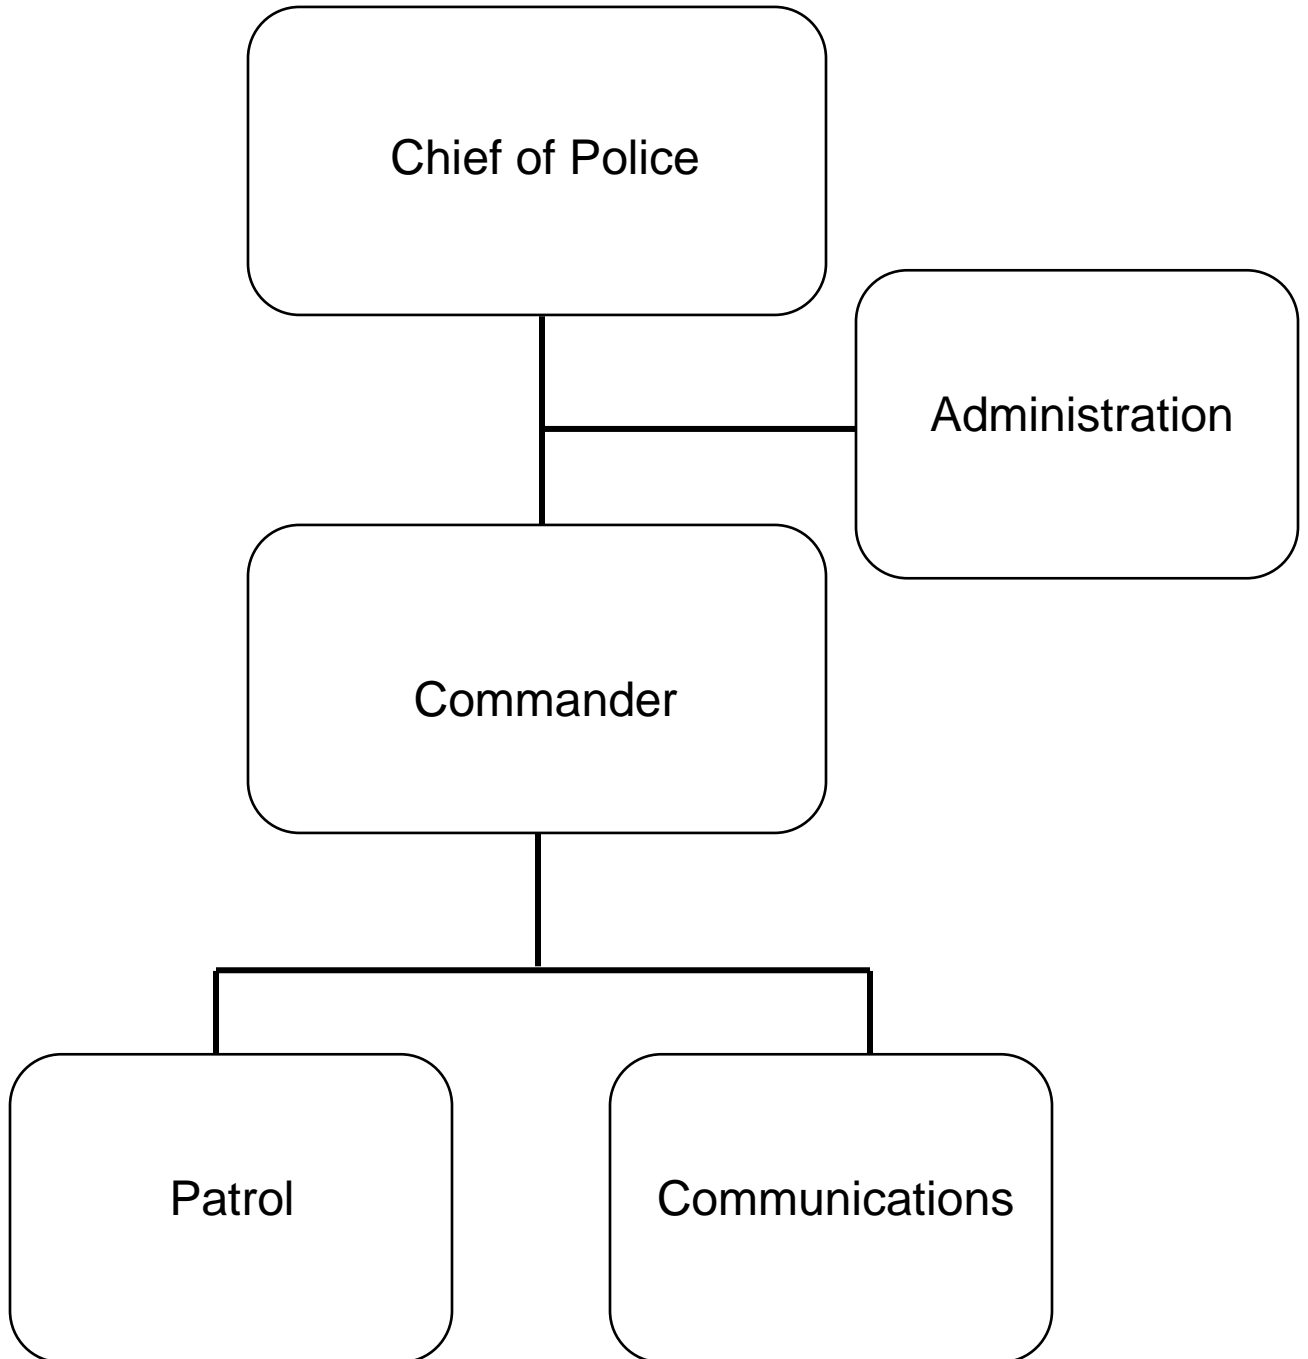 Chief of Police
Administration
Commander
Patrol
Communications